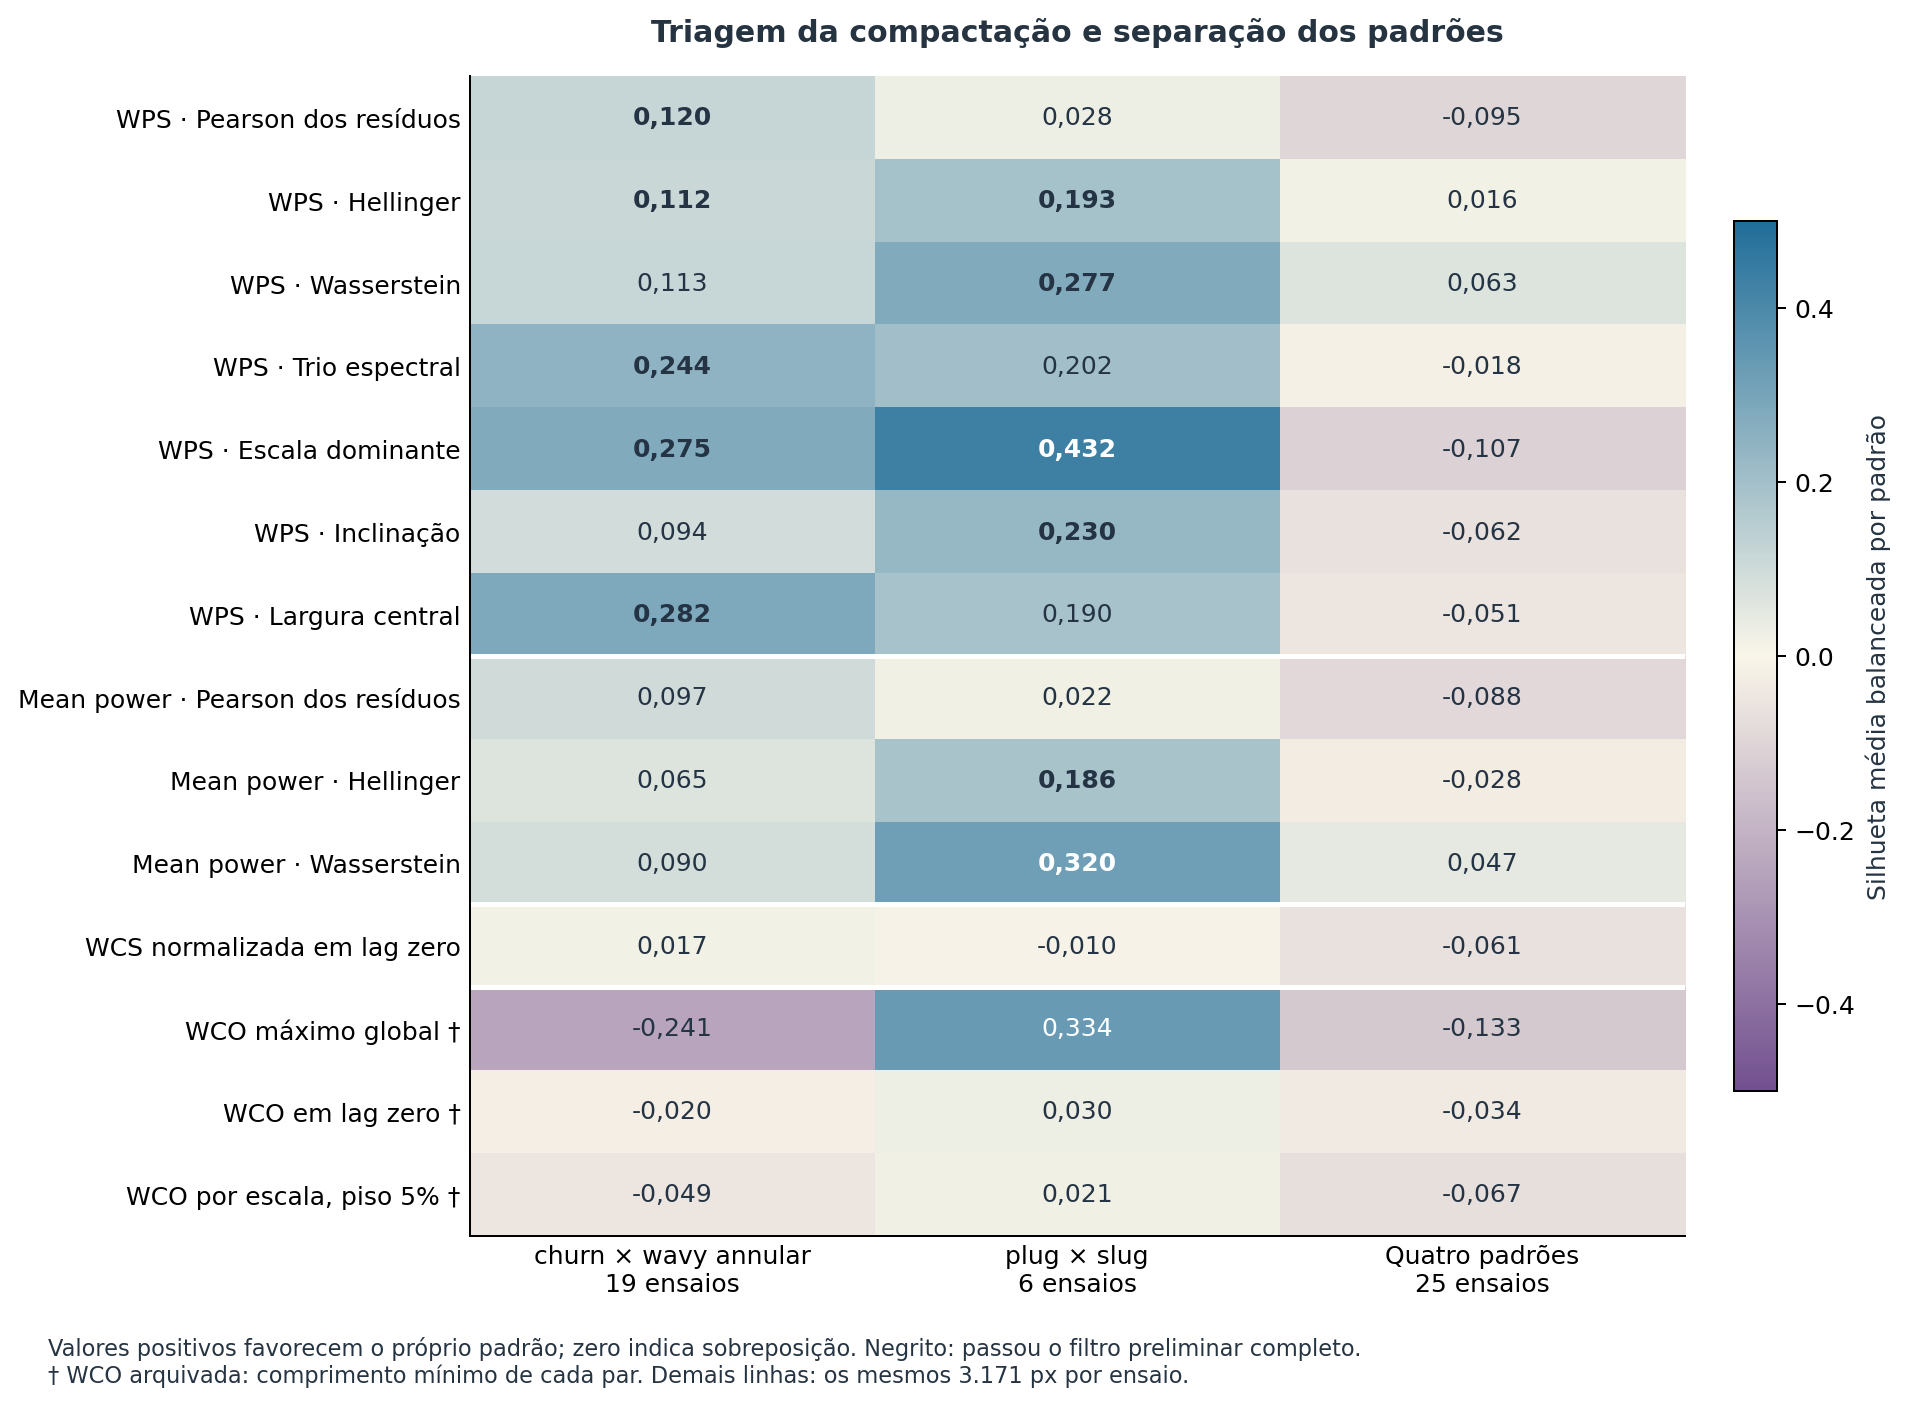 Triagem da compactação e separação dos padrões
WPS · Pearson dos resíduos 0,120 0,028 -0,095
WPS · Hellinger 0,112 0,193 0,016
WPS · Wasserstein 0,113 0,277 0,063
WPS · Trio espectral 0,244 0,202 -0,018
WPS · Escala dominante 0,275 0,432 -0,107
WPS · Inclinação 0,094 0,230 -0,062
WPS · Largura central 0,282 0,190 -0,051
Mean power · Pearson dos resíduos 0,097 0,022 -0,088
Mean power · Hellinger 0,065 0,186 -0,028
Mean power · Wasserstein 0,090 0,320 0,047
WCS normalizada em lag zero 0,017 -0,010 -0,061
WCO máximo global † -0,241 0,334 -0,133
WCO em lag zero † -0,020 0,030 -0,034
WCO por escala, piso 5% † -0,049 0,021 -0,067
churn × wavy annular plug × slug Quatro padrões
19 ensaios 6 ensaios 25 ensaios
0.4
0.2
0.0
−0.2
−0.4
Silhueta média balanceada por padrão
Valores positivos favorecem o próprio padrão; zero indica sobreposição. Negrito: passou o filtro preliminar completo.
† WCO arquivada: comprimento mínimo de cada par. Demais linhas: os mesmos 3.171 px por ensaio.